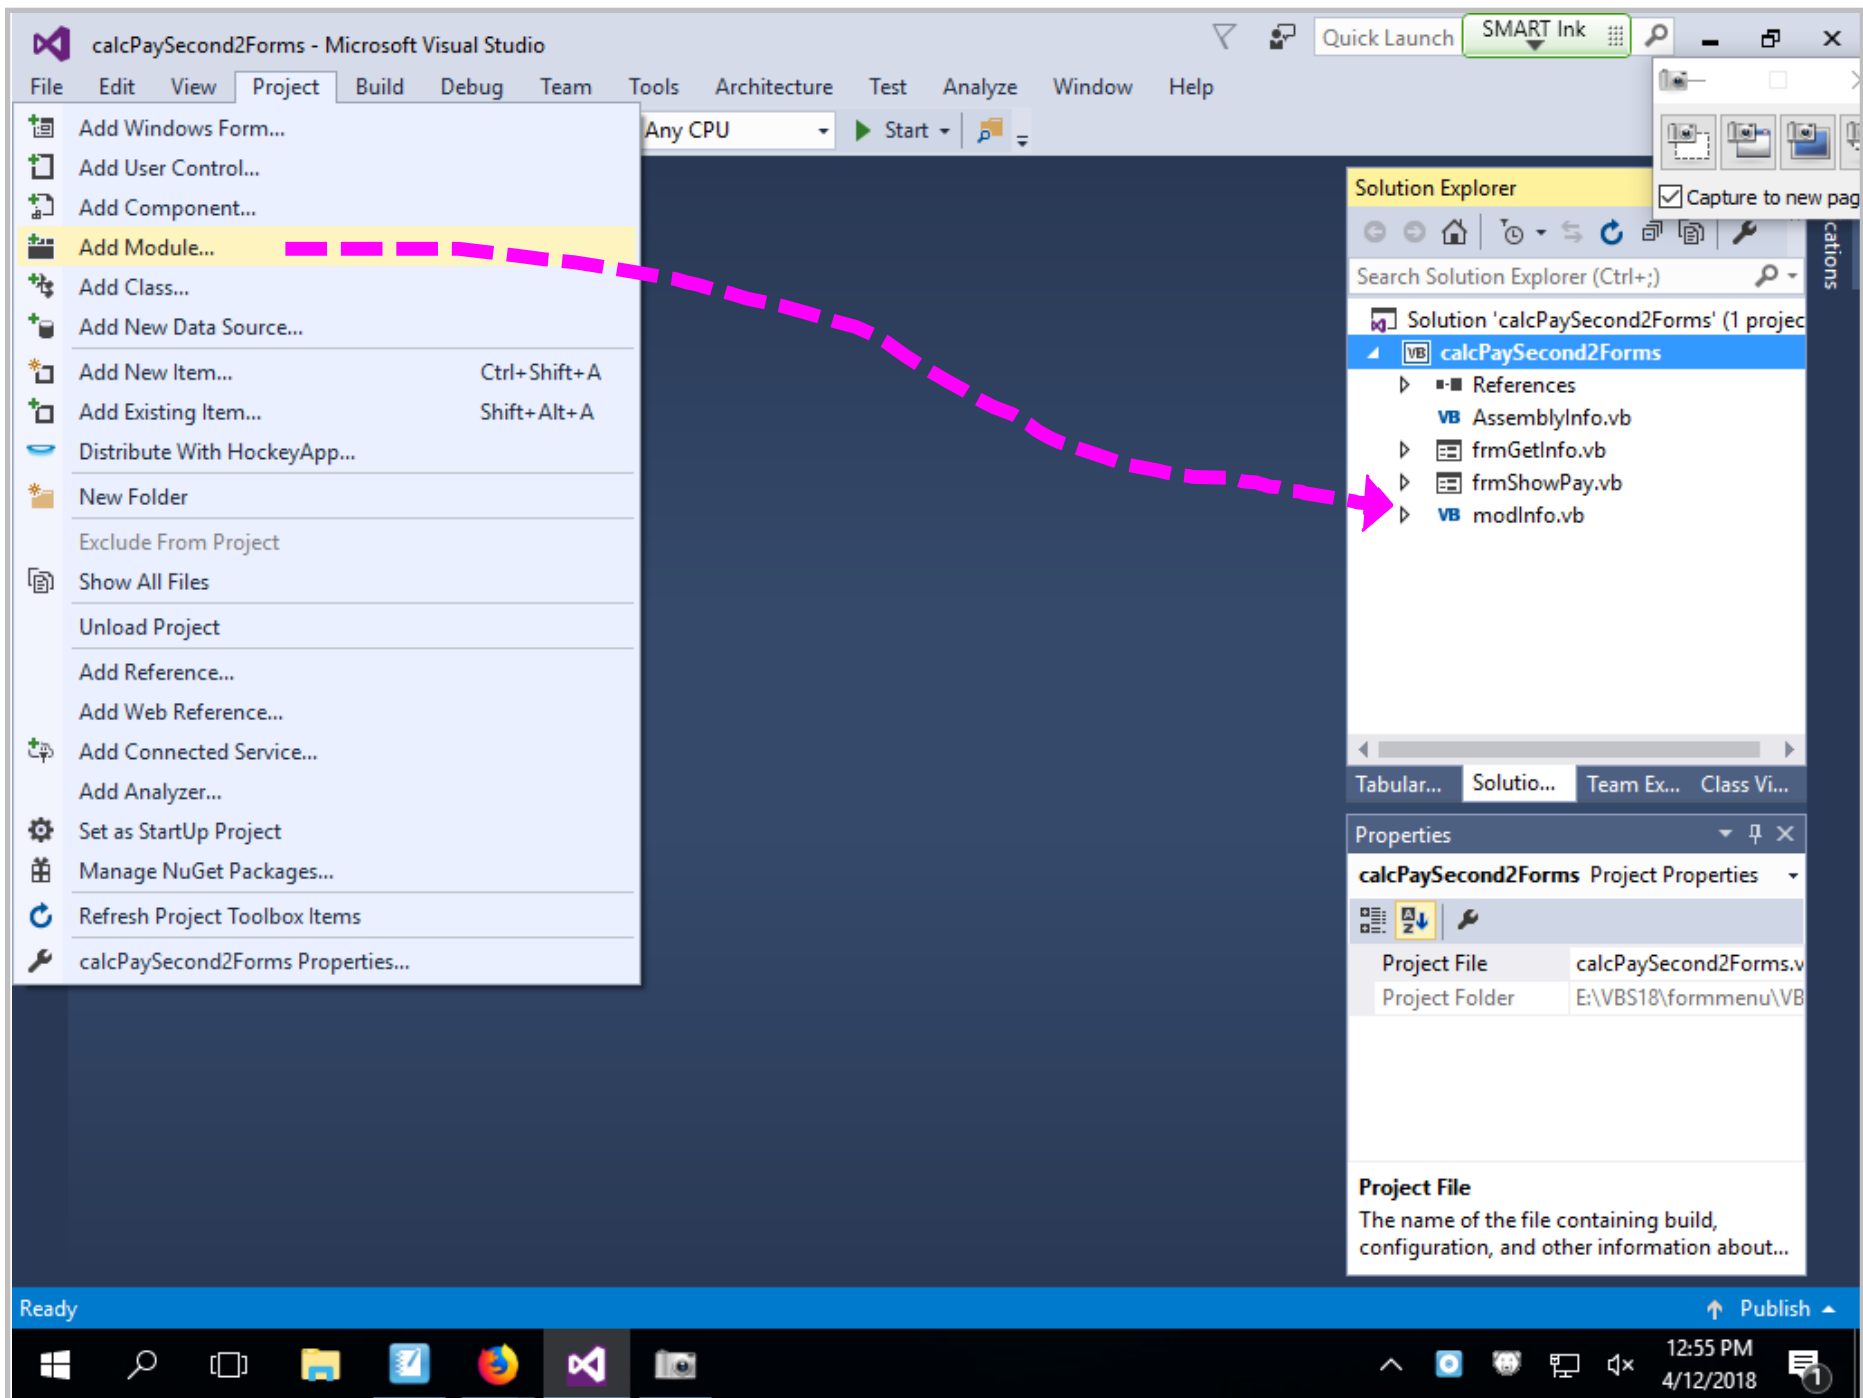 calcPaySecond2Forms - Microsoft Visual Studio
Quick Launch
SMART Ink
File Edit View Project Build Debug Team Tools Architecture Test Analyze Window Help
Add Windows Form...
Any CPU
Start
Add User Control...
Add Component...
Add Module...
Add Class...
Add New Data Source...
Add New Item... Ctrl+Shift+A
Add Existing Item... Shift+Alt+A
Distribute With HockeyApp...
New Folder
Exclude From Project
Show All Files
Unload Project
Add Reference...
Add Web Reference...
Add Connected Service...
Add Analyzer...
Set as StartUp Project
Manage NuGet Packages...
Refresh Project Toolbox Items
calcPaySecond2Forms Properties...
Capture to new pag
cations
Solution Explorer
Search Solution Explorer (Ctrl+;)
Solution 'calcPaySecond2Forms' (1 projec
VB calcPaySecond2Forms
References
VB AssemblyInfo.vb
frmGetInfo.vb
frmShowPay.vb
VB modInfo.vb
Tabular... Solutio... Team Ex... Class Vi...
Properties
calcPaySecond2Forms Project Properties
Project File calcPaySecond2Forms.v
Project Folder E:\VBS18\formmenu\VB
Project File
The name of the file containing build,
configuration, and other information about...
Ready
Publish
12:55 PM
4/12/2018
1